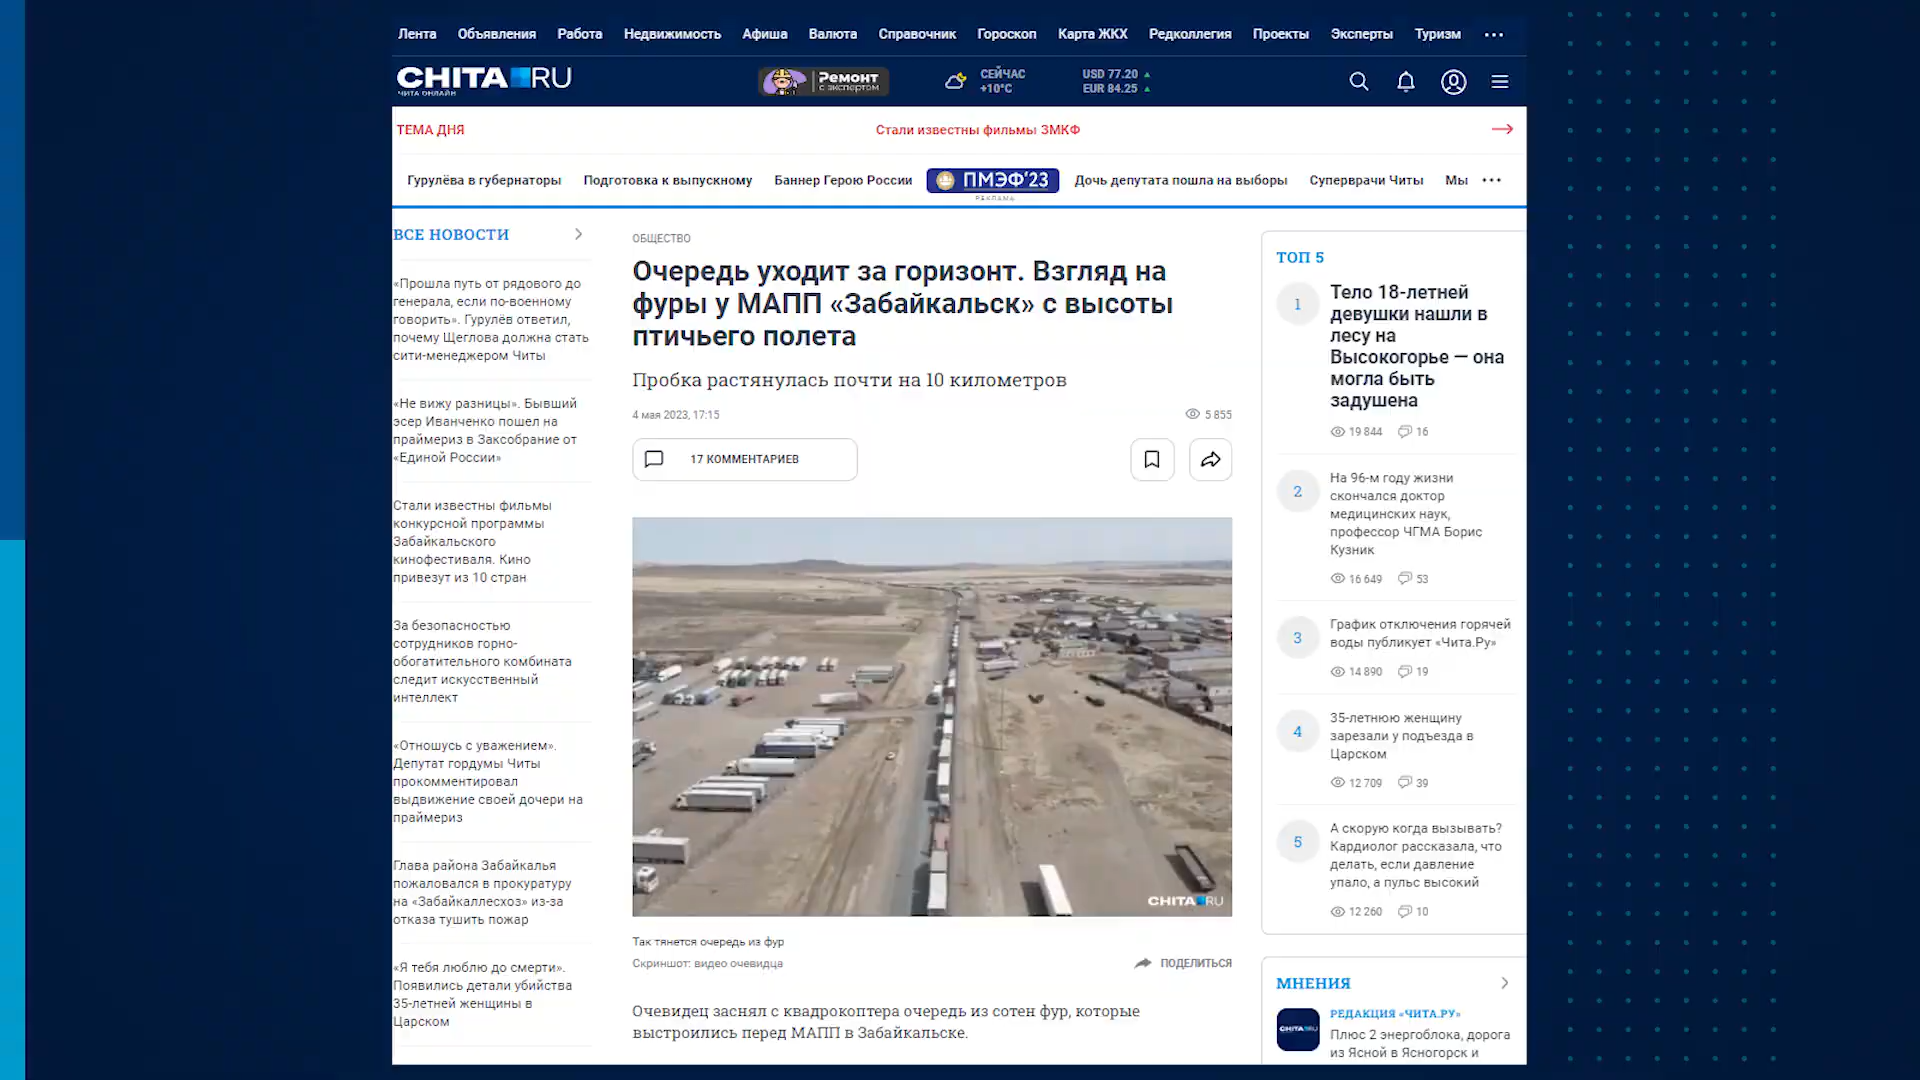 Лента Объявления Работа Недвижимость Афиша Валюта Справочник Гороскоп Карта ЖКХ Редколлегия Проекты Эксперты Туризм
CHITA RU
ЧИТА ОНЛАЙН
Ремонт
с экспертом
СЕЙЧАС
+10°C
USD 77.20
EUR 84.25
ТЕМА ДНЯ
Стали известны фильмы ЗМКФ
Гурулёва в губернаторы Подготовка к выпускному Баннер Герою России ПМЭФ'23 Дочь депутата пошла на выборы Суперврачи Читы Мы
РЕКЛАМА
ВСЕ НОВОСТИ
«Прошла путь от рядового до
генерала, если по-военному
говорить». Гурулёв ответил,
почему Щеглова должна стать
сити-менеджером Читы
«Не вижу разницы». Бывший
эсер Иванченко пошел на
праймериз в Заксобрание от
«Единой России»
Стали известны фильмы
конкурсной программы
Забайкальского
кинофестиваля. Кино
привезут из 10 стран
За безопасностью
сотрудников горно-
обогатительного комбината
следит искусственный
интеллект
«Отношусь с уважением».
Депутат гордумы Читы
прокомментировал
выдвижение своей дочери на
праймериз
Глава района Забайкалья
пожаловался в прокуратуру
на «Забайкаллесхоз» из-за
отказа тушить пожар
«Я тебя люблю до смерти».
Появились детали убийства
35-летней женщины в
Царском
ОБЩЕСТВО
Очередь уходит за горизонт. Взгляд на
фуры у МАПП «Забайкальск» с высоты
птичьего полета
Пробка растянулась почти на 10 километров
4 мая 2023, 17:15
5 855
17 КОММЕНТАРИЕВ
CHITA RU
Так тянется очередь из фур
Скриншот: видео очевидца
ПОДЕЛИТЬСЯ
Очевидец заснял с квадрокоптера очередь из сотен фур, которые
выстроились перед МАПП в Забайкальске.
ТОП 5
1
Тело 18-летней
девушки нашли в
лесу на
Высокогорье — она
могла быть
задушена
19 844 16
2
На 96-м году жизни
скончался доктор
медицинских наук,
профессор ЧГМА Борис
Кузник
16 649 53
3
График отключения горячей
воды публикует «Чита.Ру»
14 890 19
4
35-летнюю женщину
зарезали у подъезда в
Царском
12 709 39
5
А скорую когда вызывать?
Кардиолог рассказала, что
делать, если давление
упало, а пульс высокий
12 260 10
МНЕНИЯ
CHITA RU
РЕДАКЦИЯ «ЧИТА.РУ»
Плюс 2 энергоблока, дорога
из Ясной в Ясногорск и